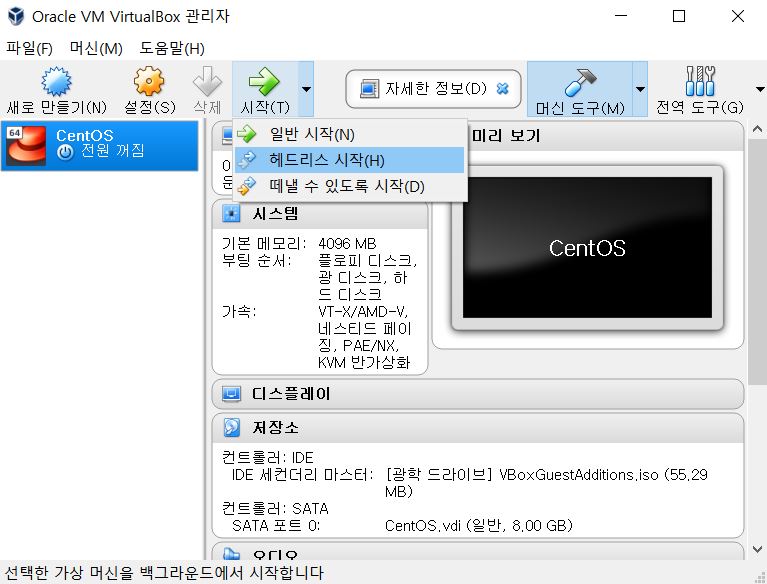 Oracle VM VirtualBox 관리자
파일(F) 머신(M) 도움말(H)
새로 만들기(N) 설정(S) 삭제 시작(T) 자세한 정보(D) 머신 도구(M) 전역 도구(G)
64 CentOS
전원 꺼짐
일반 시작(N)
헤드리스 시작(H)
떼낼 수 있도록 시작(D)
미리 보기
CentOS
시스템
기본 메모리: 4096 MB
부팅 순서: 플로피 디스크,
광 디스크, 하
드 디스크
가속: VT-X/AMD-V,
네스티드 페이
징, PAE/NX,
KVM 반가상화
디스플레이
저장소
컨트롤러: IDE
IDE 세컨더리 마스터: [광학 드라이브] VBoxGuestAdditions.iso (55.29
MB)
컨트롤러: SATA
SATA 포트 0: CentOS.vdi (일반, 8.00 GB)
오디오
선택한 가상 머신을 백그라운드에서 시작합니다